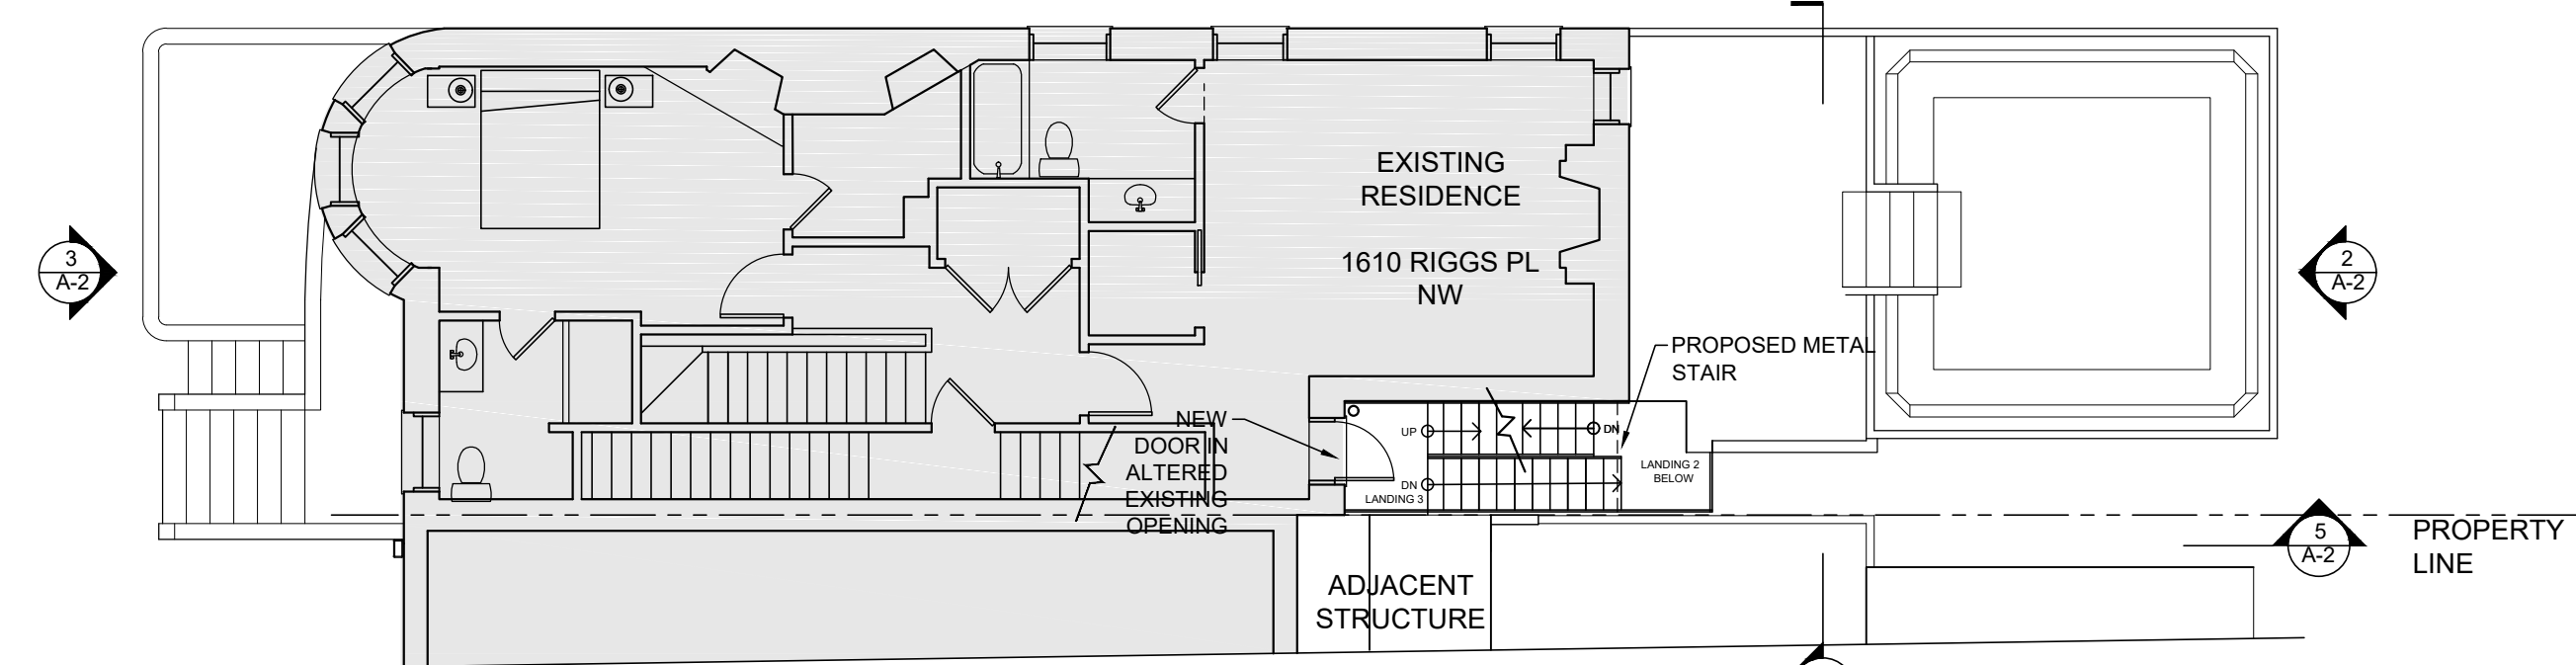 EXISTING
RESIDENCE
1610 RIGGS PL
NW
3
A-2
2
A-2
PROPOSED METAL
STAIR
NEW
DOOR IN
ALTERED
EXISTING
OPENING
UP
DN
DN
LANDING 3
LANDING 2
BELOW
5
A-2
PROPERTY
LINE
ADJACENT
STRUCTURE